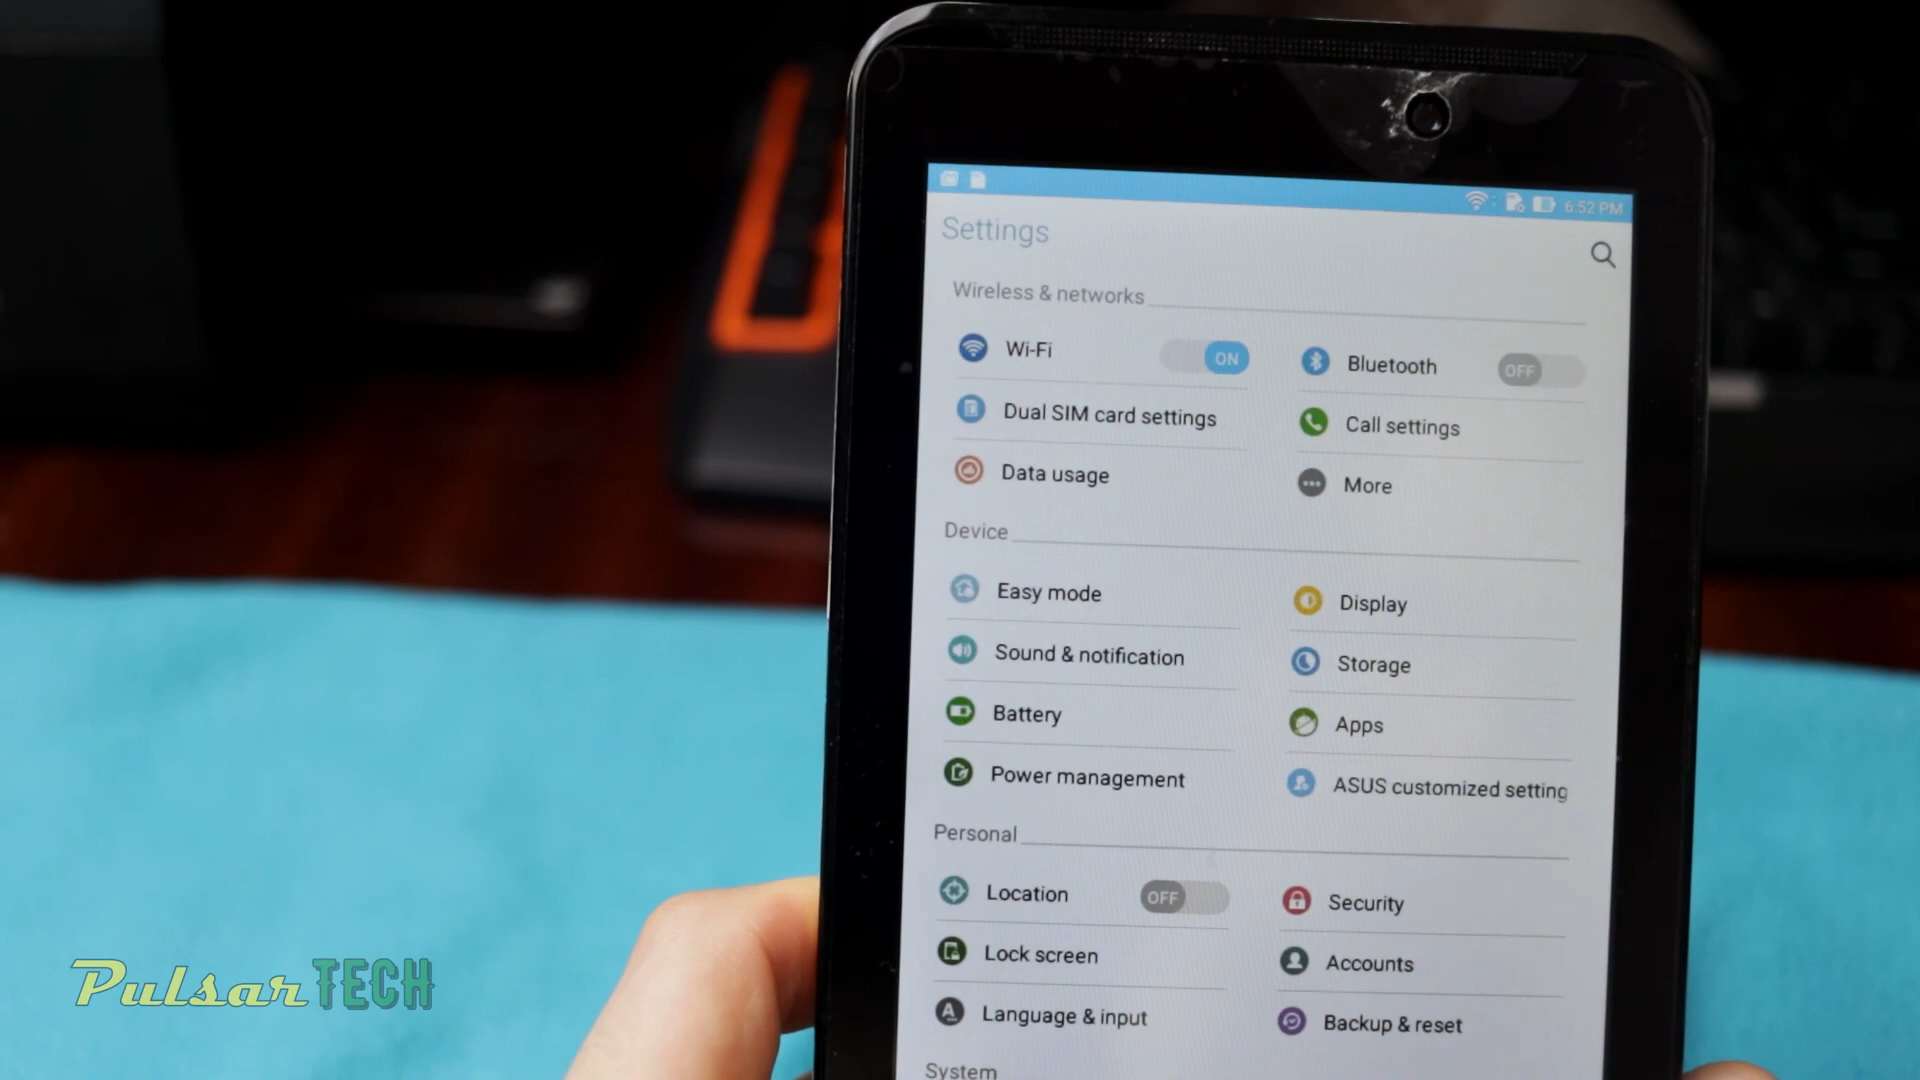 6:52 PM
Settings
Wireless & networks
Wi-Fi ON
Bluetooth OFF
Dual SIM card settings
Call settings
Data usage
More
Device
Easy mode
Display
Sound & notification
Storage
Battery
Apps
Power management
ASUS customized setting
Personal
Location OFF
Security
Lock screen
Accounts
Language & input
Backup & reset
System
PulsarTECH